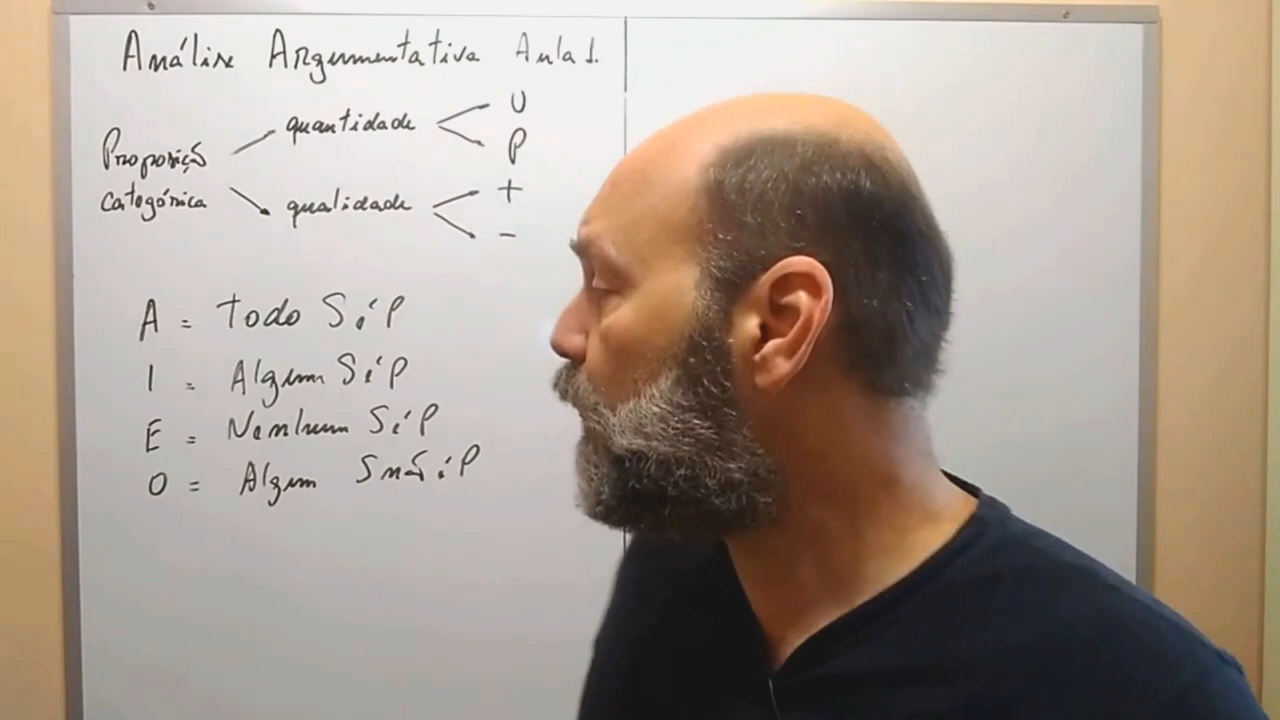 Análise Argumentativa Aula 1.
quantidade U
P
Proposição
categórica
qualidade +
-
A = Todo S é P
I = Algum S é P
E = Nenhum S é P
O = Algum S não é P